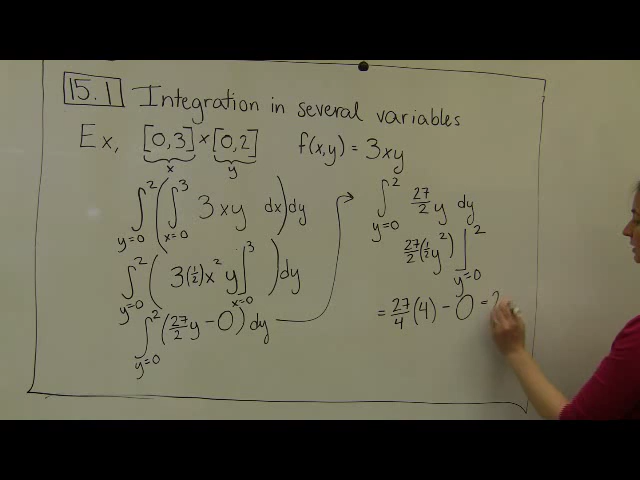 15.1 Integration in several variables
Ex, [0,3] × [0,2] f(x,y) = 3xy
x y
∫_{y=0}^{2} ( ∫_{x=0}^{3} 3xy dx ) dy
∫_{y=0}^{2} ( 3(1/2)x² y |_{x=0}^{3} ) dy
∫_{y=0}^{2} ( 27/2 y − 0 ) dy
∫_{y=0}^{2} 27/2 y dy
27/2 (1/2 y²) |_{y=0}^{2}
= 27/4 (4) − 0 = 2